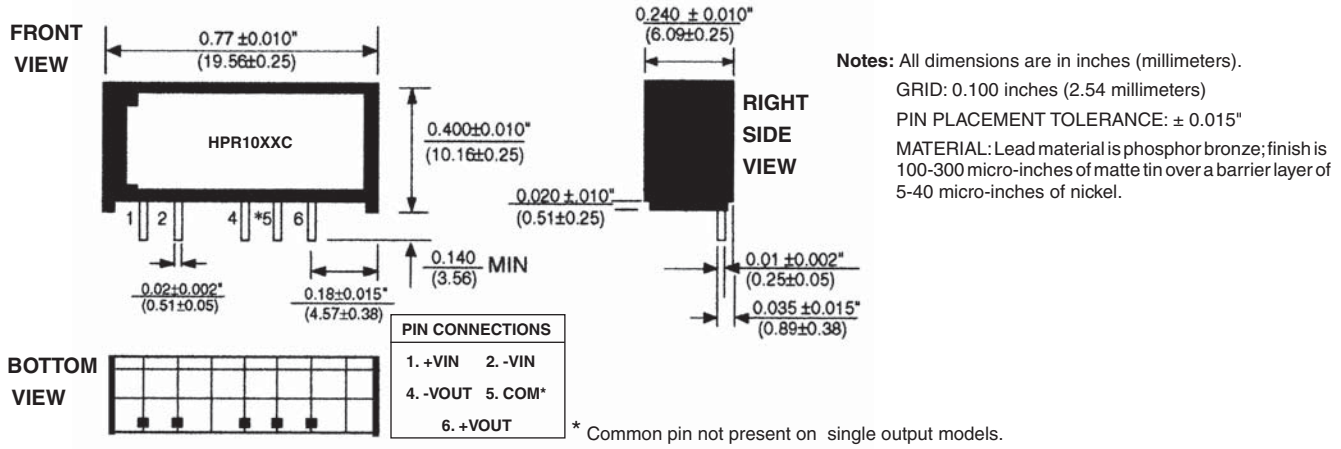 FRONT
VIEW
0.77 ±0.010"
(19.56±0.25)
HPR10XXC
0.400±0.010"
(10.16±0.25)
1 2 4 *5 6
0.140 MIN
(3.56)
0.02±0.002"
(0.51±0.05)
0.18±0.015"
(4.57±0.38)
0.240 ± 0.010"
(6.09±0.25)
RIGHT
SIDE
VIEW
0.020 ±.010"
(0.51±0.25)
0.01 ±0.002"
(0.25±0.05)
0.035 ±0.015"
(0.89±0.38)
Notes: All dimensions are in inches (millimeters).
GRID: 0.100 inches (2.54 millimeters)
PIN PLACEMENT TOLERANCE: ± 0.015"
MATERIAL: Lead material is phosphor bronze; finish is
100-300 micro-inches of matte tin over a barrier layer of
5-40 micro-inches of nickel.
BOTTOM
VIEW
PIN CONNECTIONS
1. +VIN 2. -VIN
4. -VOUT 5. COM*
6. +VOUT
* Common pin not present on single output models.